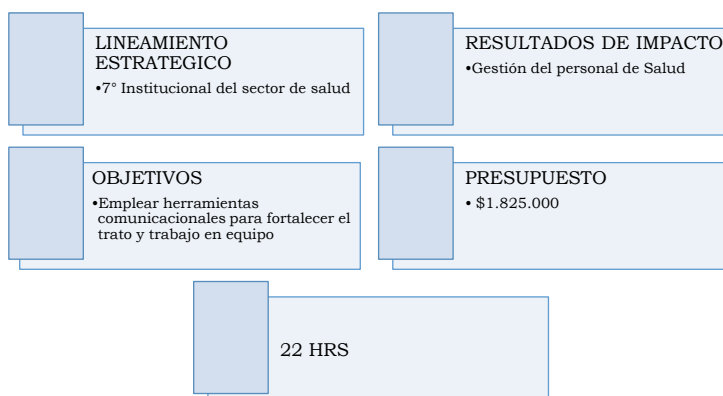 LINEAMIENTO
ESTRATEGICO
•7° Institucional del sector de salud
RESULTADOS DE IMPACTO
•Gestión del personal de Salud
OBJETIVOS
•Emplear herramientas
comunicacionales para fortalecer el
trato y trabajo en equipo
PRESUPUESTO
• $1.825.000
22 HRS